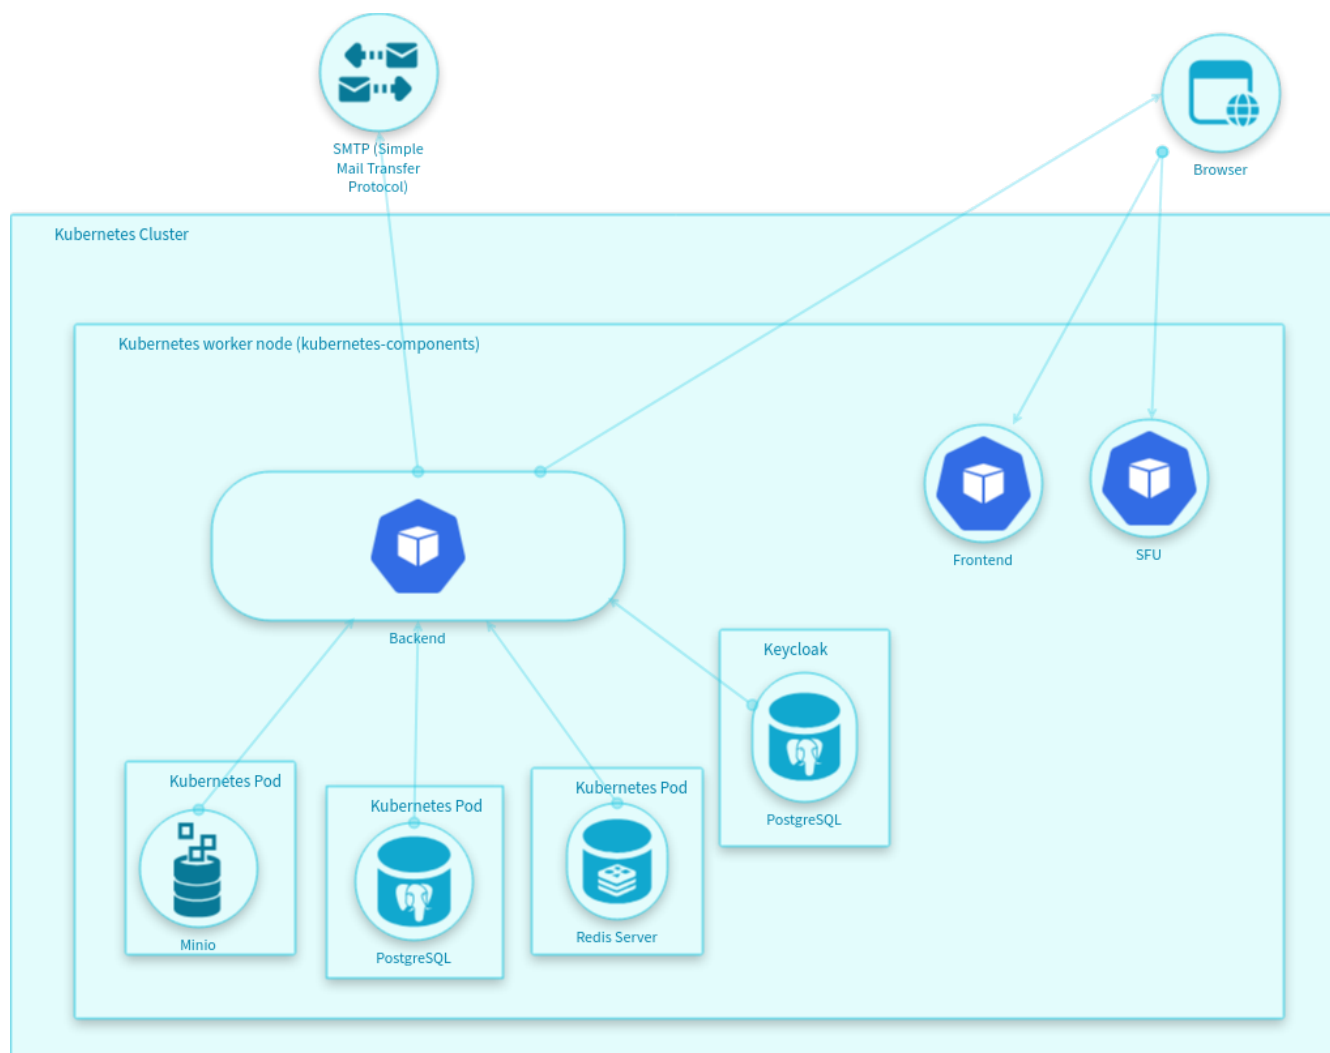 SMTP (Simple
Mail Transfer
Protocol)
Browser
Kubernetes Cluster
Kubernetes worker node (kubernetes-components)
Frontend
SFU
Backend
Keycloak
PostgreSQL
Kubernetes Pod
Minio
Kubernetes Pod
PostgreSQL
Kubernetes Pod
Redis Server